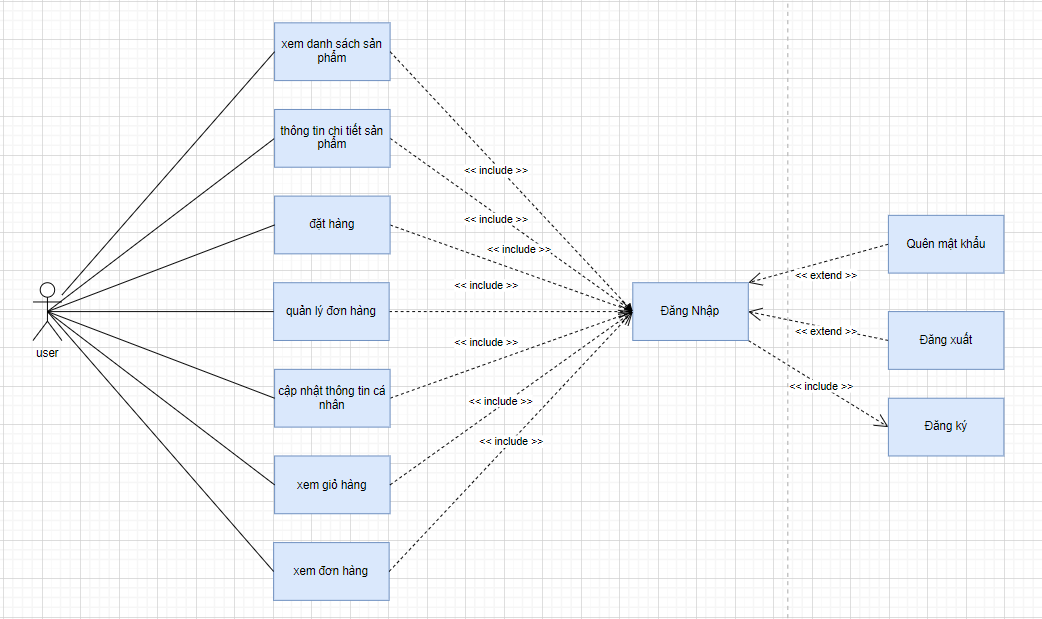 xem danh sách sản
phẩm
thông tin chi tiết sản
phẩm
đặt hàng
quản lý đơn hàng
cập nhật thông tin cá
nhân
xem giỏ hàng
xem đơn hàng
user
<< include >>
<< include >>
<< include >>
<< include >>
<< include >>
<< include >>
<< include >>
Đăng Nhập
<< extend >>
<< extend >>
<< include >>
Quên mật khẩu
Đăng xuất
Đăng ký